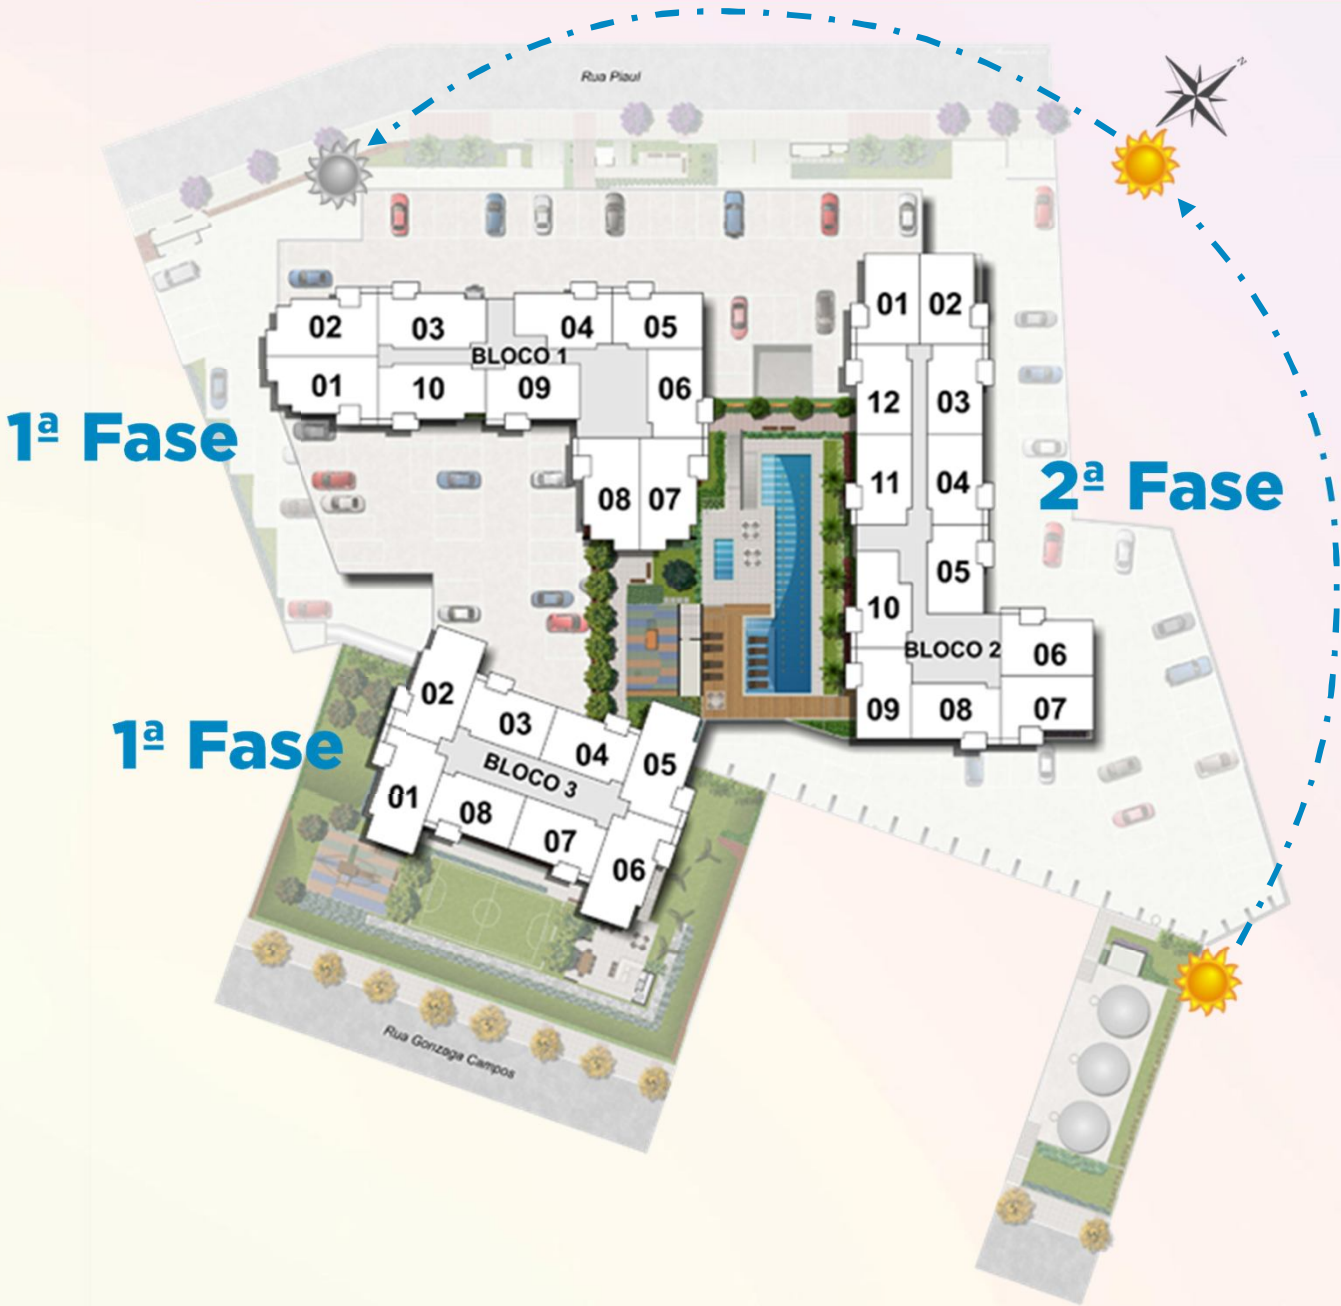 Rua Piauí
N
01 02
02 03 04 05
BLOCO 1
01 10 09 06
12 03
1ª Fase
11 04
2ª Fase
08 07
05
10
BLOCO 2 06
09 08 07
02 03 04 05
1ª Fase
BLOCO 3
01 08 07 06
Rua Gonzaga Campos